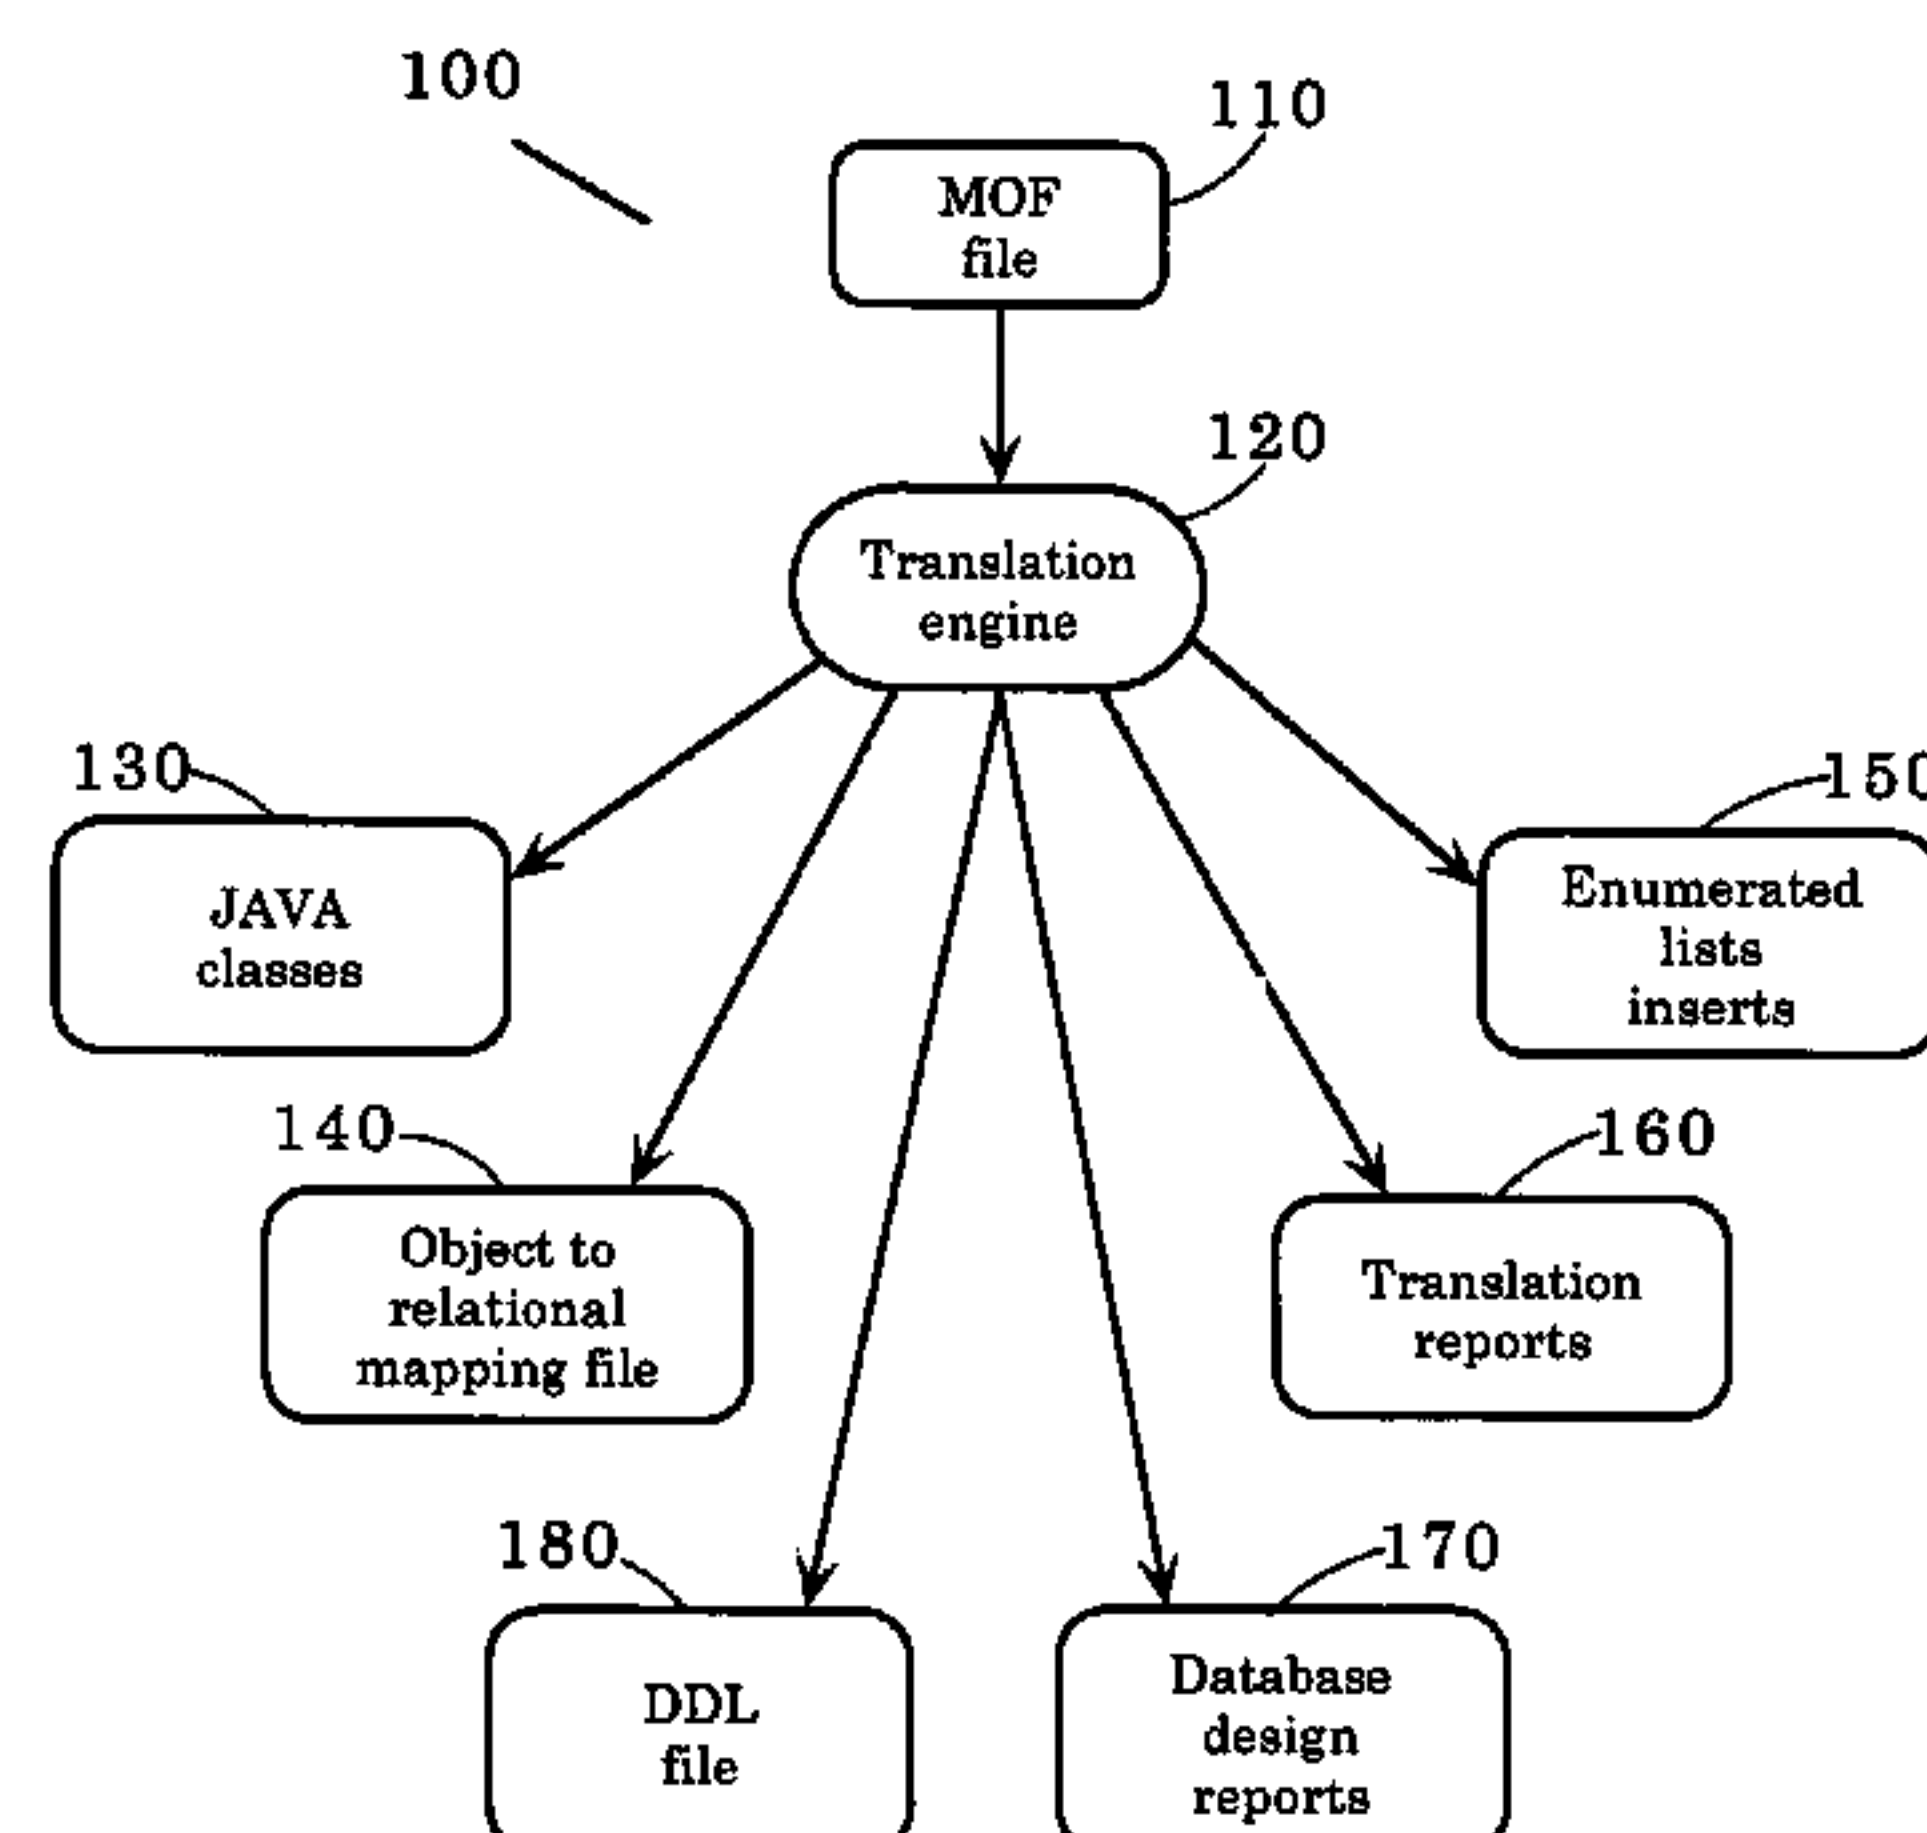 100
110
MOF
file
120
Translation
engine
130
150
JAVA
classes
Enumerated
lists
inserts
140
160
Object to
relational
mapping file
Translation
reports
180
170
DDL
file
Database
design
reports